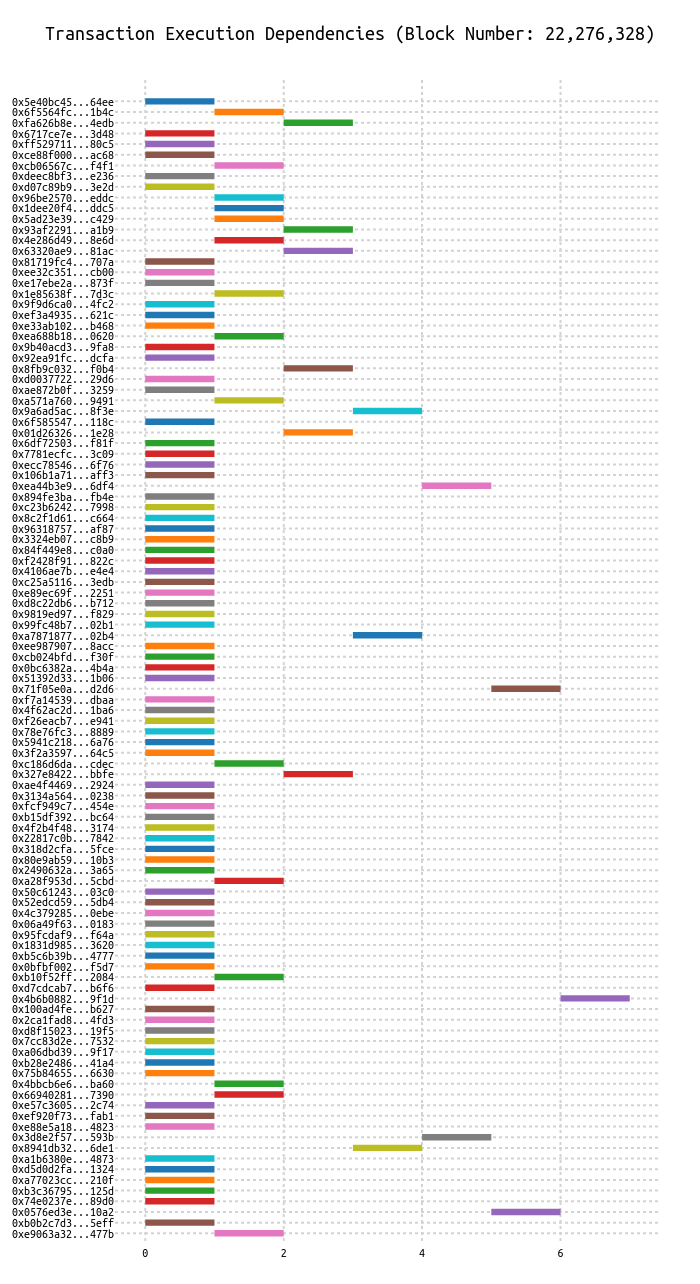 Transaction Execution Dependencies (Block Number: 22,276,328)
0x5e40bc45...64ee
0x6f5564fc...1b4c
0xfa626b8e...4edb
0x6717ce7e...3d48
0xff529711...80c5
0xce88f000...ac68
0xcb06567c...f4f1
0xdeec8bf3...e236
0xd07c89b9...3e2d
0x96be2570...eddc
0x1dee20f4...ddc5
0x5ad23e39...c429
0x93af2291...a1b9
0x4e286d49...8e6d
0x63320ae9...81ac
0x81719fc4...707a
0xee32c351...cb00
0xe17ebe2a...873f
0x1e85638f...7d3c
0x9f9d6ca0...4fc2
0xef3a4935...621c
0xe33ab102...b468
0xea688b18...0620
0x9b40acd3...9fa8
0x92ea91fc...dcfa
0x8fb9c032...f0b4
0xd0037722...29d6
0xae872b0f...3259
0xa571a760...9491
0x9a6ad5ac...8f3e
0x6f585547...118c
0x01d26326...1e28
0x6df72503...f81f
0x7781ecfc...3c09
0xecc78546...6f76
0x106b1a71...aff3
0xea44b3e9...6df4
0x894fe3ba...fb4e
0xc23b6242...7998
0x8c2f1d61...c664
0x96318757...af87
0x3324eb07...c8b9
0x84f449e8...c0a0
0xf2428f91...822c
0x4106ae7b...e4e4
0xc25a5116...3edb
0xe89ec69f...2251
0xd8c22db6...b712
0x9819ed97...f829
0x99fc48b7...02b1
0xa7871877...02b4
0xee987907...8acc
0xcb024bfd...f30f
0x0bc6382a...4b4a
0x51392d33...1b06
0x71f05e0a...d2d6
0xf7a14539...dbaa
0x4f62ac2d...1ba6
0xf26eacb7...e941
0x78e76fc3...8889
0x5941c218...6a76
0x3f2a3597...64c5
0xc186d6da...cdec
0x327e8422...bbfe
0xae4f4469...2924
0x3134a564...0238
0xfcf949c7...454e
0xb15df392...bc64
0x4f2b4f48...3174
0x22817c0b...7842
0x318d2cfa...5fce
0x80e9ab59...10b3
0x2490632a...3a65
0xa28f953d...5cbd
0x50c61243...03c0
0x52edcd59...5db4
0x4c379285...0ebe
0x06a49f63...0183
0x95fcdaf9...f64a
0x1831d985...3620
0xb5c6b39b...4777
0x0bfbf002...f5d7
0xb10f52ff...2084
0xd7cdcab7...b6f6
0x4b6b0882...9f1d
0x100ad4fe...b627
0x2ca1fad8...4fd3
0xd8f15023...19f5
0x7cc83d2e...7532
0xa06dbd39...9f17
0xb28e2486...41a4
0x75b84655...6630
0x4bbcb6e6...ba60
0x66940281...7390
0xe57c3605...2c74
0xef920f73...fab1
0xe88e5a18...4823
0x3d8e2f57...593b
0x8941db32...6de1
0xa1b6380e...4873
0xd5d0d2fa...1324
0xa77023cc...210f
0xb3c36795...125d
0x74e0237e...89d0
0x0576ed3e...10a2
0xb0b2c7d3...5eff
0xe9063a32...477b
0 2 4 6